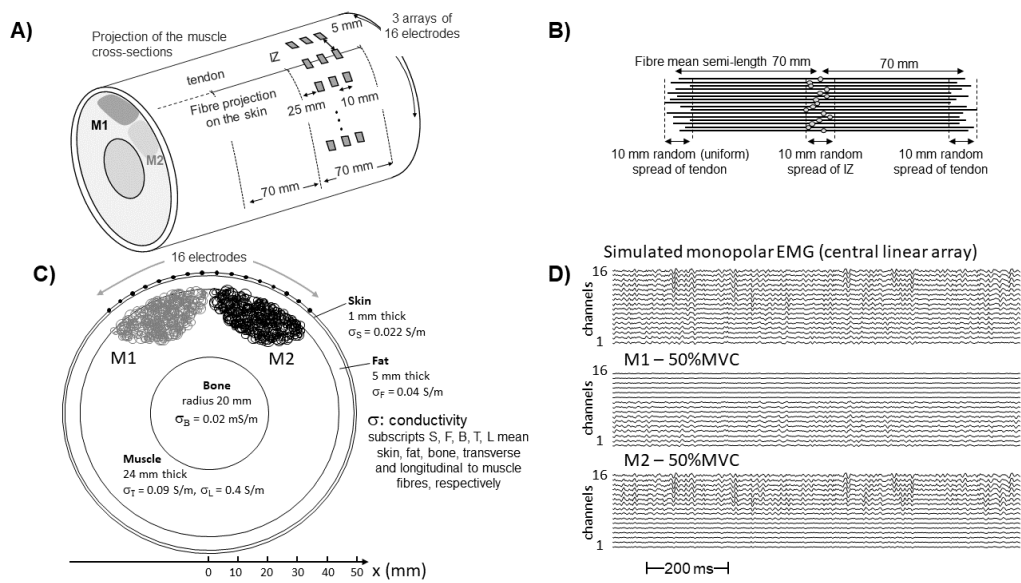 A)
Projection of the muscle
cross-sections
3 arrays of
16 electrodes
5 mm
IZ
tendon
Fibre projection
on the skin
25 mm
10 mm
M1
M2
70 mm
70 mm
B)
Fibre mean semi-length 70 mm
70 mm
10 mm random (uniform)
spread of tendon
10 mm random
spread of IZ
10 mm random
spread of tendon
C)
16 electrodes
M1
M2
Skin
1 mm thick
σS = 0.022 S/m
Fat
5 mm thick
σF = 0.04 S/m
Bone
radius 20 mm
σB = 0.02 mS/m
σ: conductivity
subscripts S, F, B, T, L mean
skin, fat, bone, transverse
and longitudinal to muscle
fibres, respectively
Muscle
24 mm thick
σT = 0.09 S/m, σL = 0.4 S/m
0 10 20 30 40 50 x (mm)
D)
Simulated monopolar EMG (central linear array)
16
channels
1
M1 – 50%MVC
16
channels
1
M2 – 50%MVC
16
channels
1
200 ms